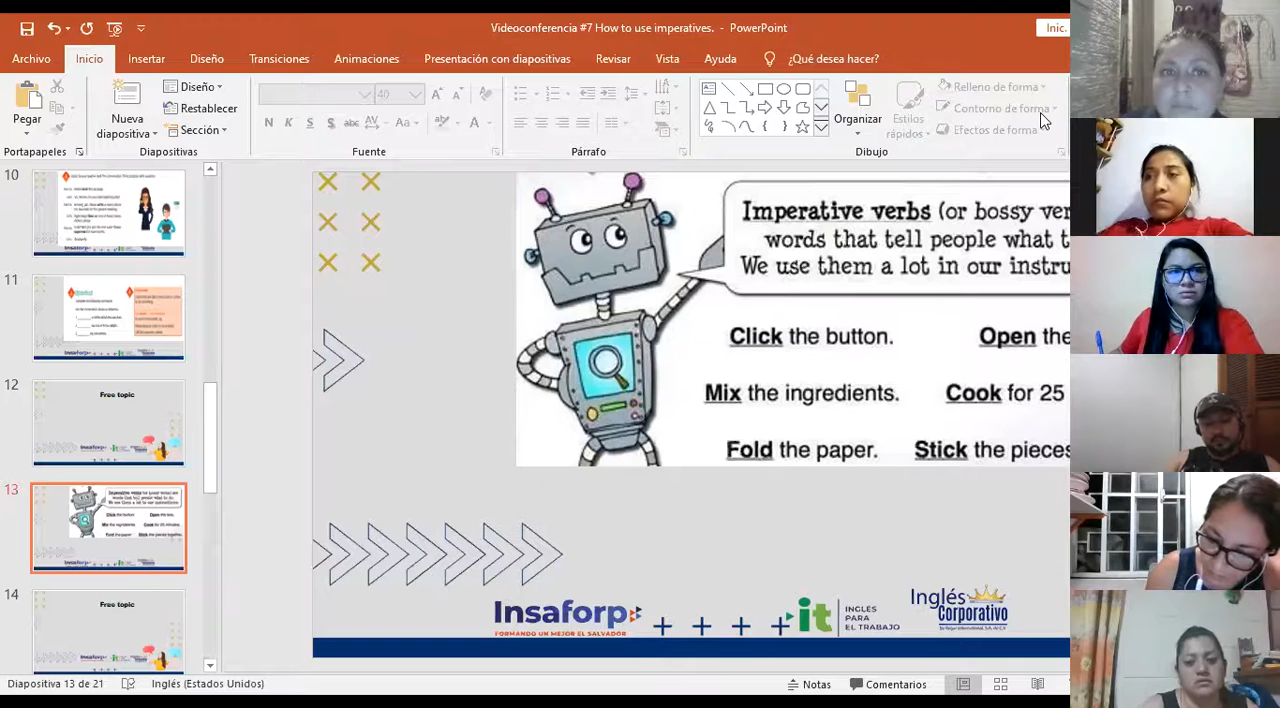 Videoconferencia #7 How to use imperatives. - PowerPoint
Inic.
Archivo Inicio Insertar Diseño Transiciones Animaciones Presentación con diapositivas Revisar Vista Ayuda ¿Qué desea hacer?
Pegar
Nueva diapositiva
Diseño
Restablecer
Sección
40
N K S S abc AV Aa A
Organizar
Estilos rápidos
Relleno de forma
Contorno de forma
Efectos de forma
Portapapeles Diapositivas Fuente Párrafo Dibujo
10
11
12
Free topic
13
14
Free topic
Imperative verbs (or bossy ver
words that tell people what t
We use them a lot in our instru
Click the button. Open the
Mix the ingredients. Cook for 25
Fold the paper. Stick the pieces
Insaforp
FORMANDO UN MEJOR EL SALVADOR
it INGLÉS PARA EL TRABAJO
Inglés Corporativo
Diapositiva 13 de 21 Inglés (Estados Unidos) Notas Comentarios